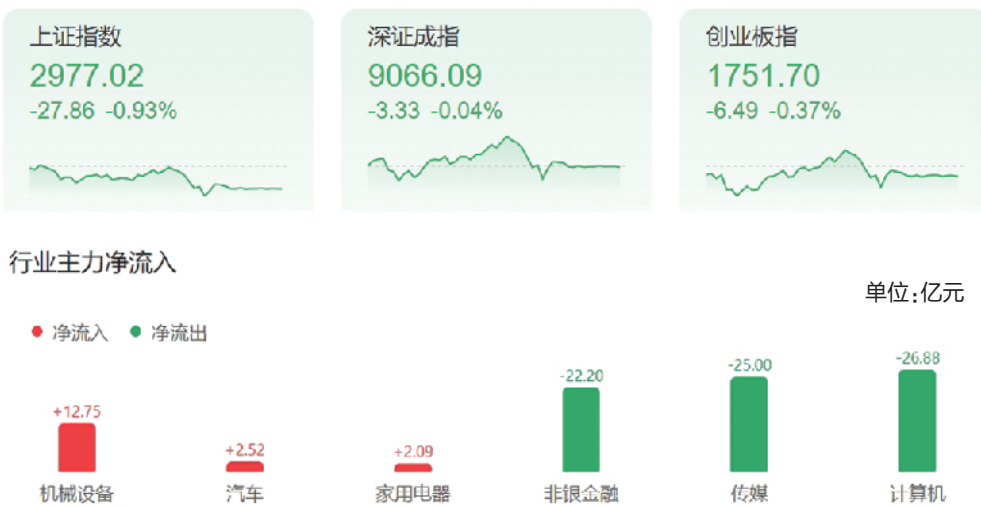 上证指数
2977.02
-27.86 -0.93%
深证成指
9066.09
-3.33 -0.04%
创业板指
1751.70
-6.49 -0.37%
行业主力净流入
单位:亿元
净流入 净流出
+12.75 +2.52 +2.09 -22.20 -25.00 -26.88
机械设备 汽车 家用电器 非银金融 传媒 计算机